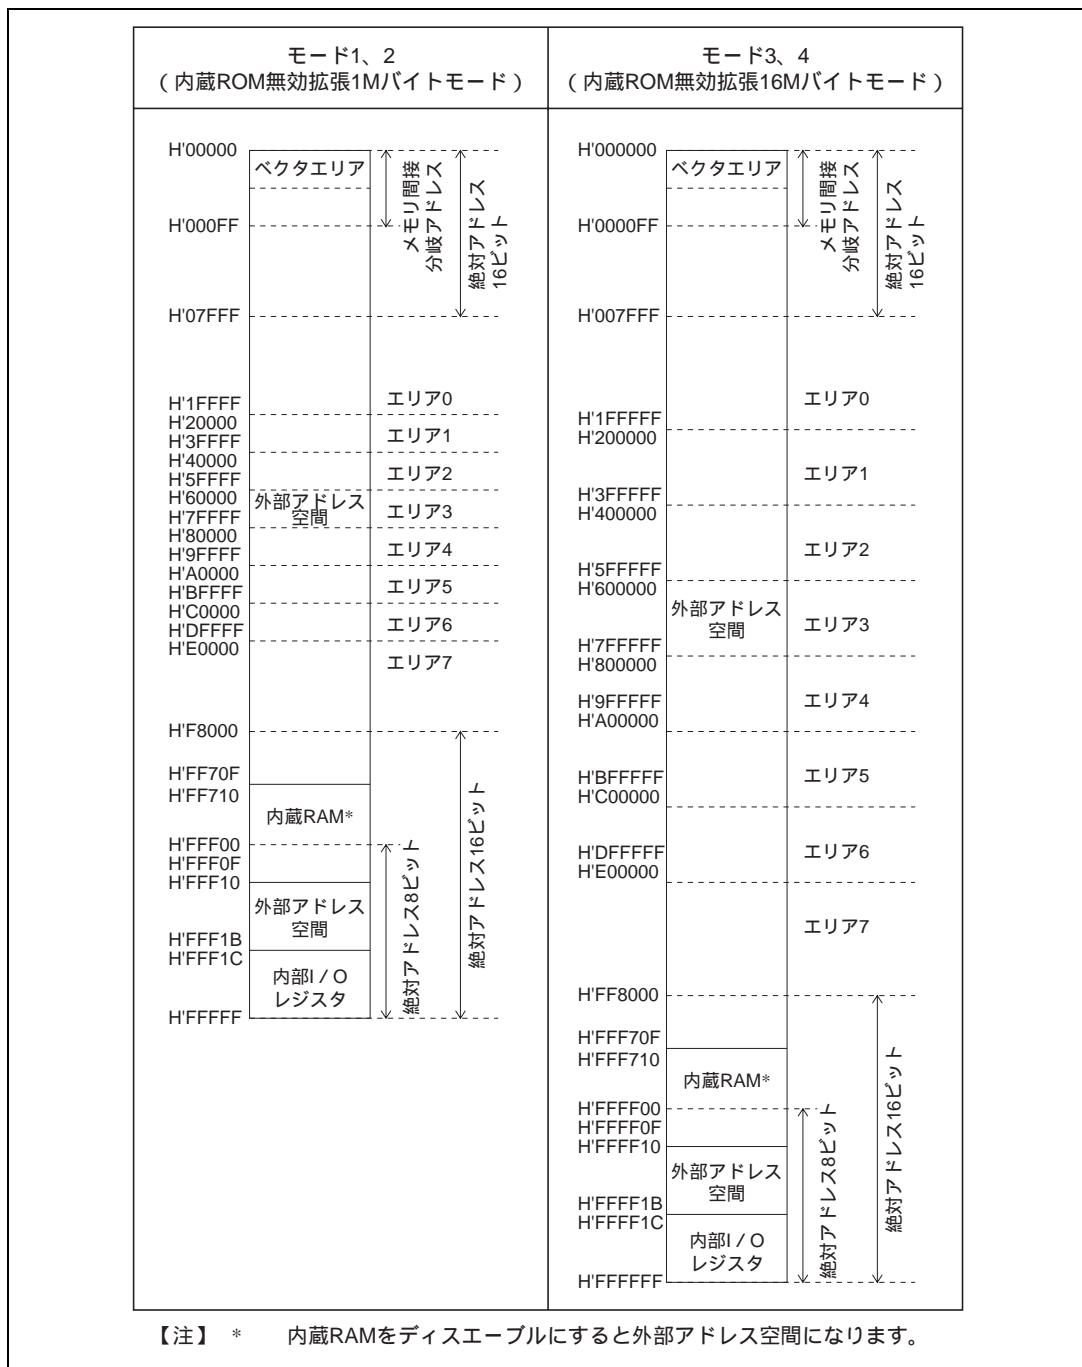 モード1、2
（内蔵ROM無効拡張1Mバイトモード）
H'00000
ベクタエリア
H'000FF
H'07FFF
メモリ間接
分岐アドレス
絶対アドレス
16ビット
H'1FFFF
H'20000
H'3FFFF
H'40000
H'5FFFF
H'60000
H'7FFFF
H'80000
H'9FFFF
H'A0000
H'BFFFF
H'C0000
H'DFFFF
H'E0000
外部アドレス
空間
エリア0
エリア1
エリア2
エリア3
エリア4
エリア5
エリア6
エリア7
H'F8000
H'FF70F
H'FF710
内蔵RAM*
H'FFF00
H'FFF0F
H'FFF10
外部アドレス
空間
H'FFF1B
H'FFF1C
内部I／O
レジスタ
H'FFFFF
絶対アドレス8ビット
絶対アドレス16ビット
モード3、4
（内蔵ROM無効拡張16Mバイトモード）
H'000000
ベクタエリア
H'0000FF
H'007FFF
メモリ間接
分岐アドレス
絶対アドレス
16ビット
H'1FFFFF
H'200000
H'3FFFFF
H'400000
H'5FFFFF
H'600000
外部アドレス
空間
H'7FFFFF
H'800000
H'9FFFFF
H'A00000
H'BFFFFF
H'C00000
H'DFFFFF
H'E00000
エリア0
エリア1
エリア2
エリア3
エリア4
エリア5
エリア6
エリア7
H'FF8000
H'FFF70F
H'FFF710
内蔵RAM*
H'FFFF00
H'FFFF0F
H'FFFF10
外部アドレス
空間
H'FFFF1B
H'FFFF1C
内部I／O
レジスタ
H'FFFFFF
絶対アドレス8ビット
絶対アドレス16ビット
【注】 * 内蔵RAMをディスエーブルにすると外部アドレス空間になります。